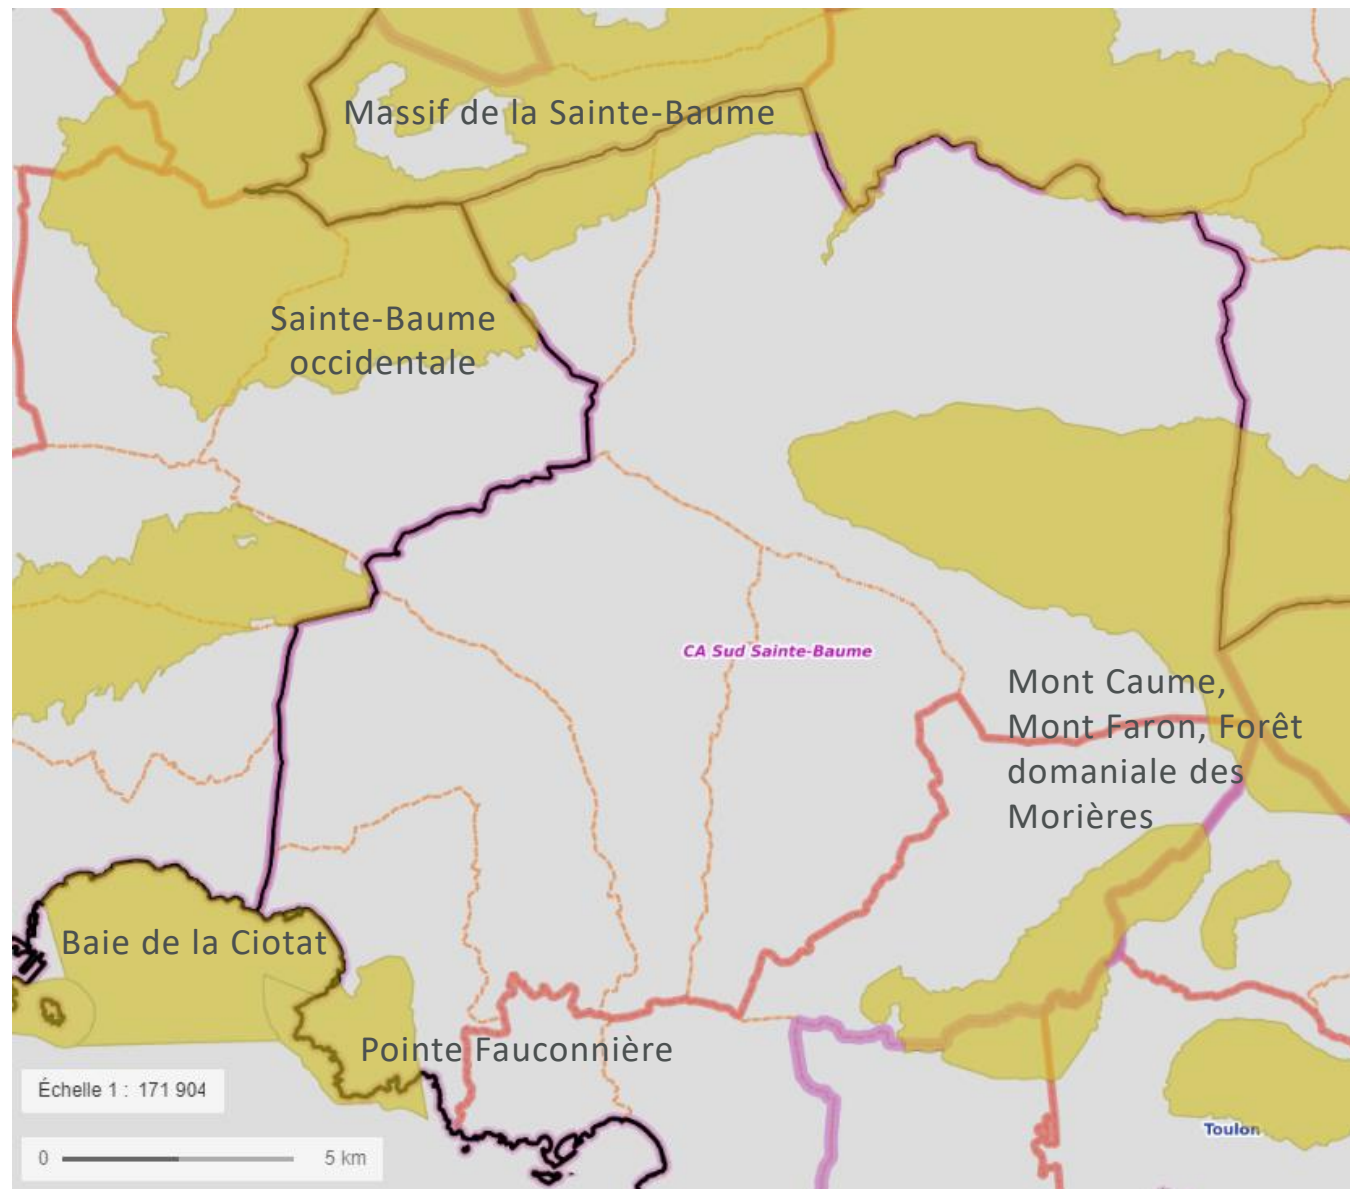 Massif de la Sainte-Baume
Sainte-Baume
occidentale
CA Sud Sainte-Baume
Mont Caume,
Mont Faron, Forêt
domaniale des
Morières
Baie de la Ciotat
Pointe Fauconnière
Échelle 1 : 171 904
0 5 km
Toulon